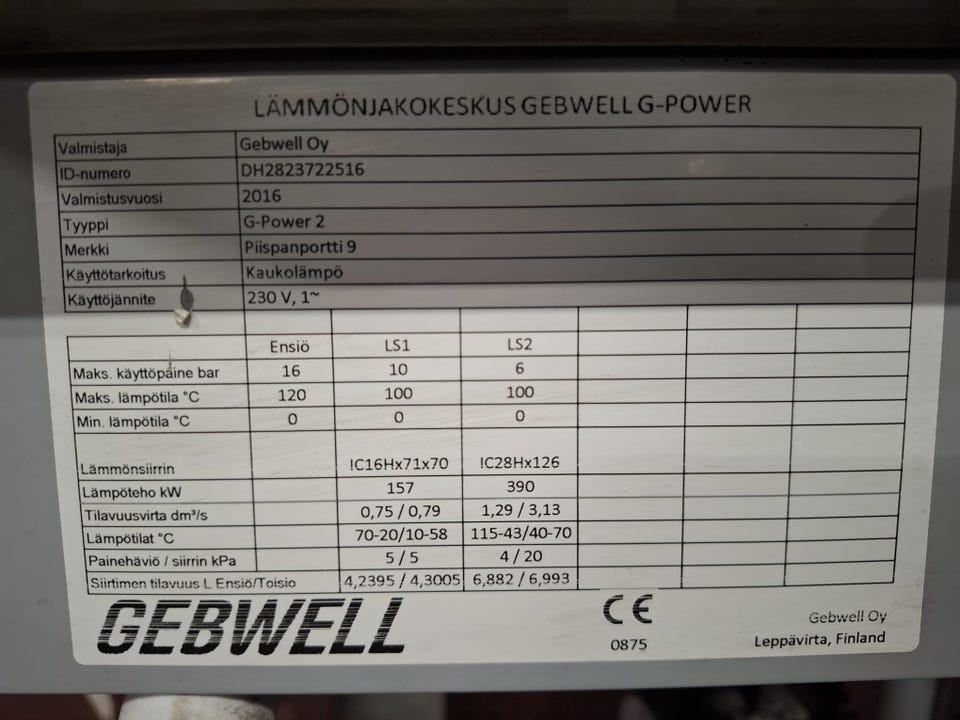 LÄMMÖNJAKOKESKUS GEBWELL G-POWER
Valmistaja Gebwell Oy
ID-numero DH2823722516
Valmistusvuosi 2016
Tyyppi G-Power 2
Merkki Piispanportti 9
Käyttötarkoitus Kaukolämpö
Käyttöjännite 230 V, 1~
Ensiö LS1 LS2
Maks. käyttöpaine bar 16 10 6
Maks. lämpötila °C 120 100 100
Min. lämpötila °C 0 0 0
Lämmönsiirrin !C16Hx71x70 !C28Hx126
Lämpöteho kW 157 390
Tilavuusvirta dm³/s 0,75 / 0,79 1,29 / 3,13
Lämpötilat °C 70-20/10-58 115-43/40-70
Painehäviö / siirrin kPa 5 / 5 4 / 20
Siirtimen tilavuus L Ensiö/Toisio 4,2395 / 4,3005 6,882 / 6,993
GEBWELL
CE
0875
Gebwell Oy
Leppävirta, Finland